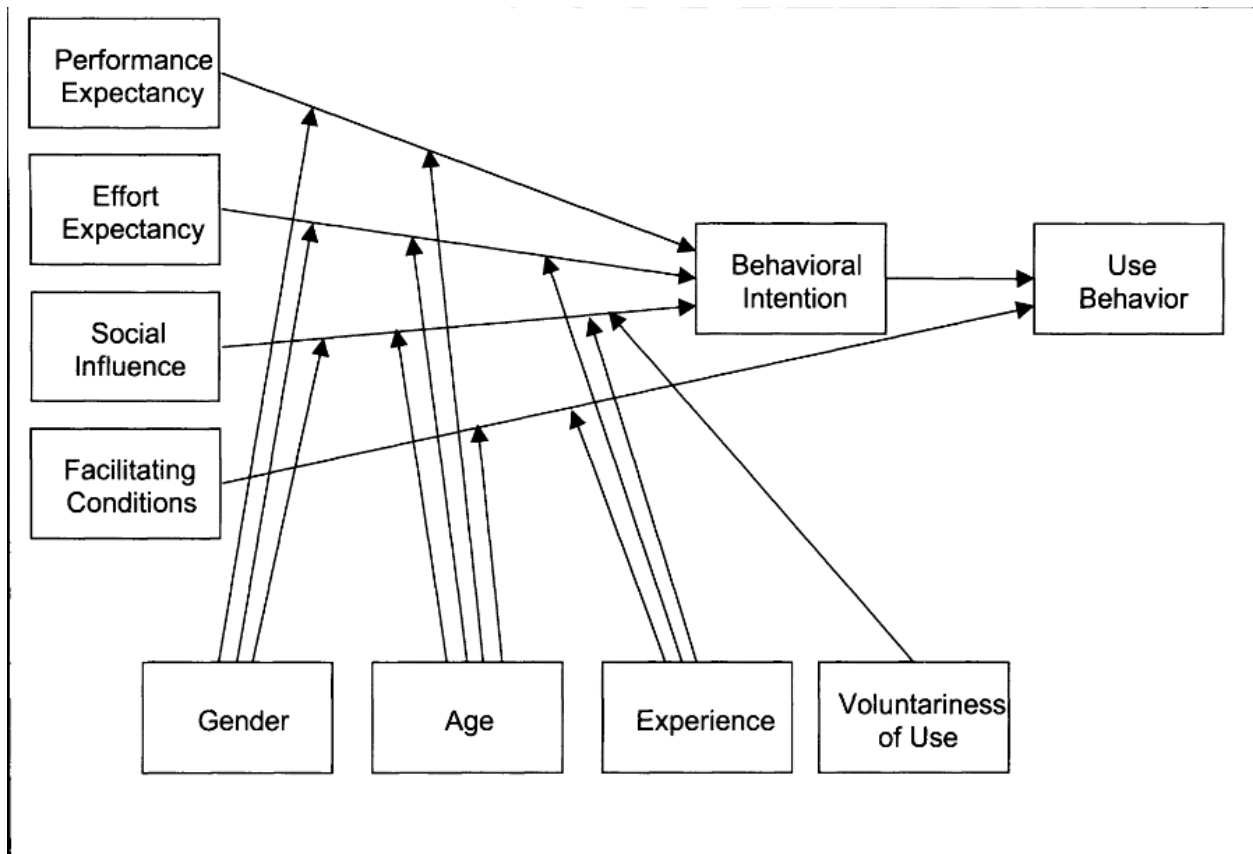 Performance
Expectancy
Effort
Expectancy
Social
Influence
Facilitating
Conditions
Behavioral
Intention
Use
Behavior
Gender
Age
Experience
Voluntariness
of Use